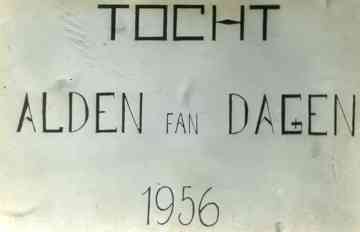 TOCHT
ALDEN FAN DAGEN
1956